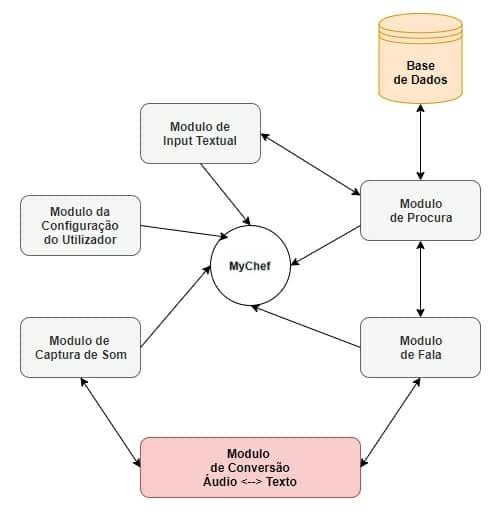 Base
de Dados
Modulo de
Input Textual
Modulo da
Configuração
do Utilizador
Modulo
de Procura
MyChef
Modulo de
Captura de Som
Modulo
de Fala
Modulo
de Conversão
Áudio <--> Texto